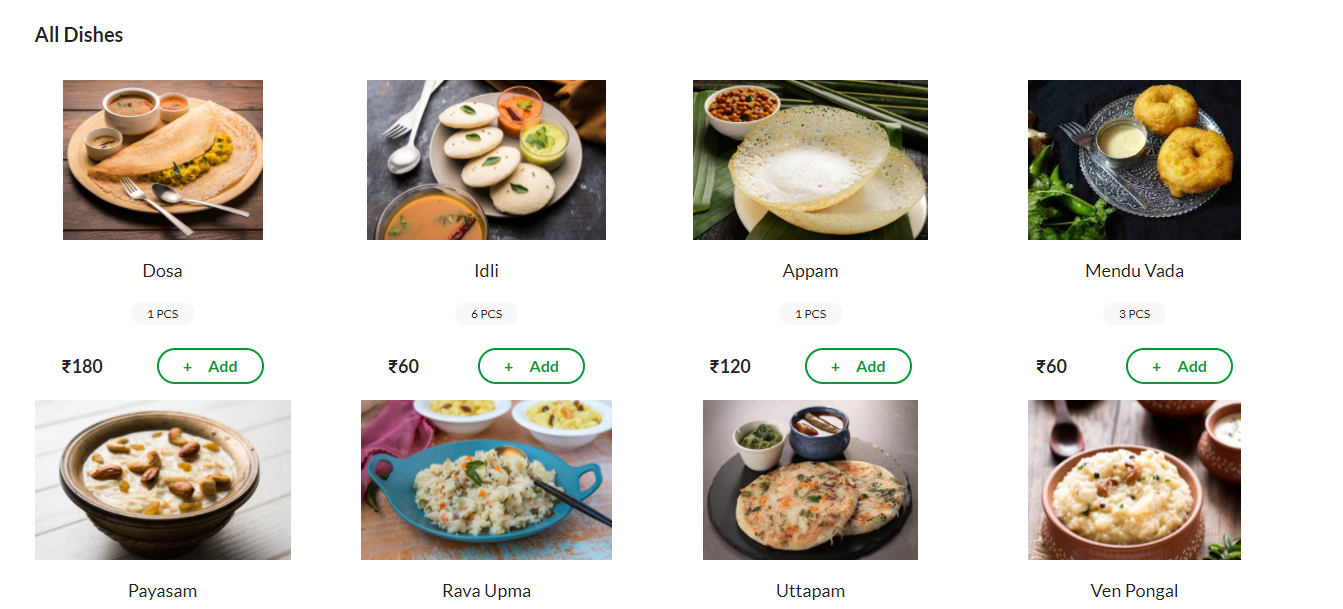 All Dishes
Dosa
Idli
Appam
Mendu Vada
1 PCS
6 PCS
1 PCS
3 PCS
₹180
+ Add
₹60
+ Add
₹120
+ Add
₹60
+ Add
Payasam
Rava Upma
Uttapam
Ven Pongal